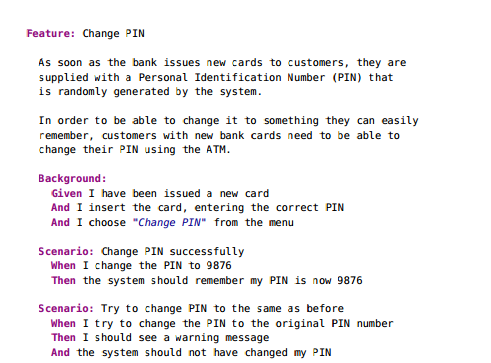 Feature: Change PIN
As soon as the bank issues new cards to customers, they are
supplied with a Personal Identification Number (PIN) that
is randomly generated by the system.
In order to be able to change it to something they can easily
remember, customers with new bank cards need to be able to
change their PIN using the ATM.
Background:
Given I have been issued a new card
And I insert the card, entering the correct PIN
And I choose "Change PIN" from the menu
Scenario: Change PIN successfully
When I change the PIN to 9876
Then the system should remember my PIN is now 9876
Scenario: Try to change PIN to the same as before
When I try to change the PIN to the original PIN number
Then I should see a warning message
And the system should not have changed my PIN